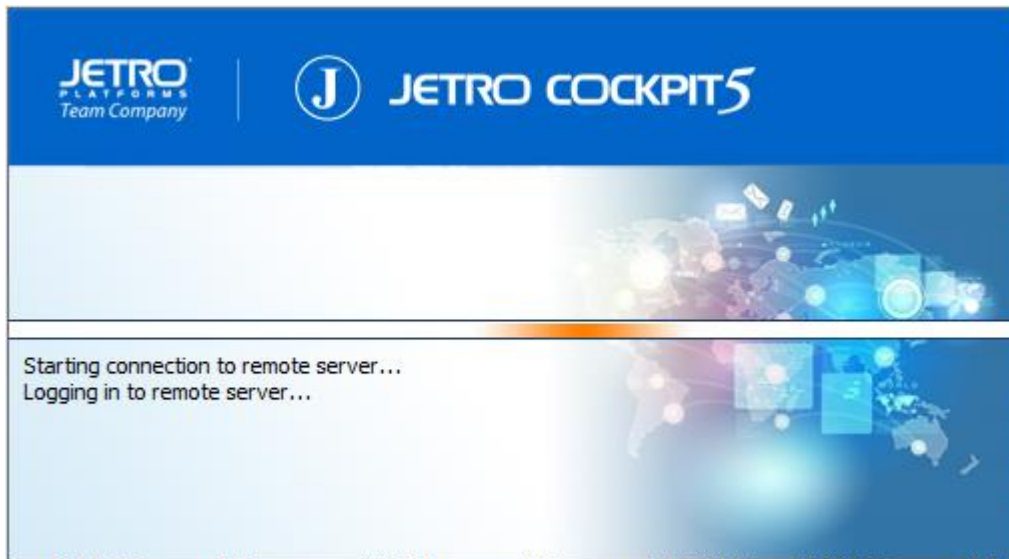 JETRO
PLATFORMS
Team Company
J
JETRO COCKPIT5
Starting connection to remote server...
Logging in to remote server...